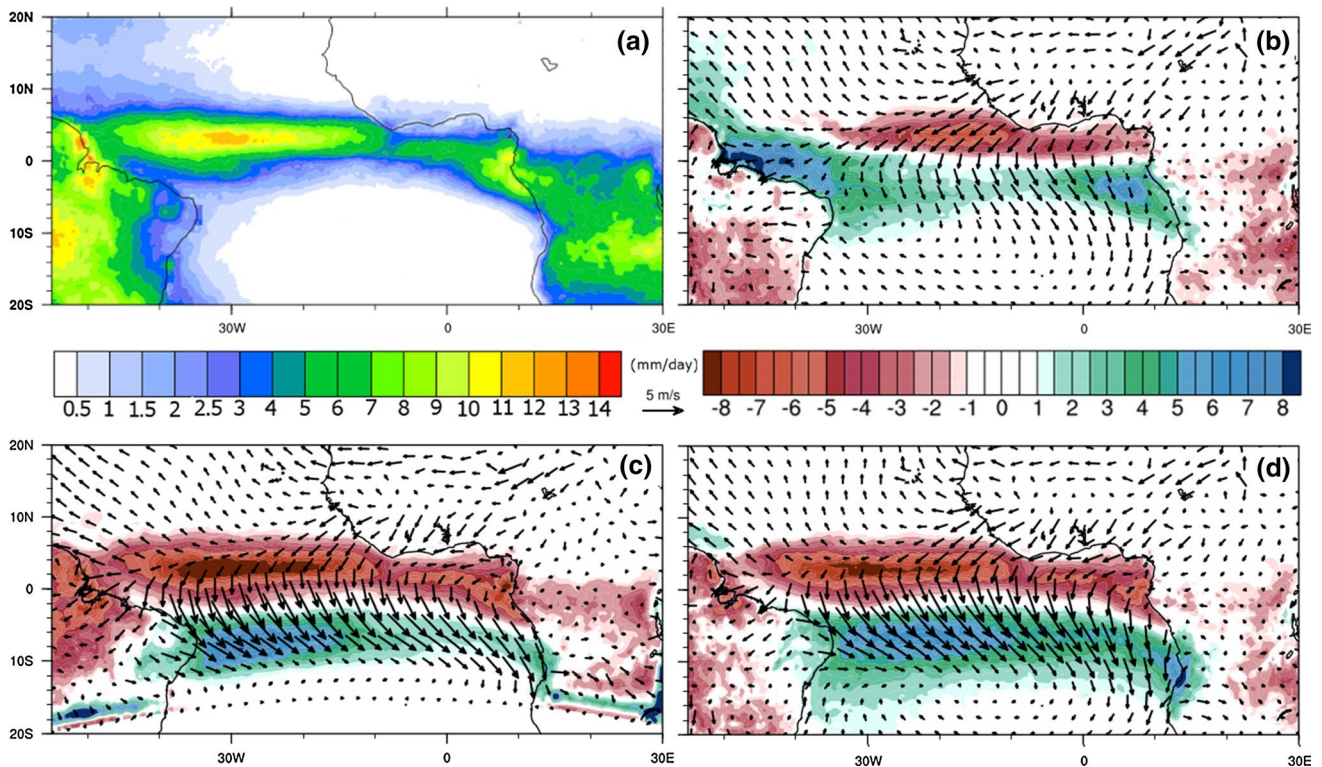 20N
(a)
(b)
10N
0
10S
20S
30W 0 30E
30W 0 30E
(mm/day)
5 m/s
0.5 1 1.5 2 2.5 3 4 5 6 7 8 9 10 11 12 13 14
-8 -7 -6 -5 -4 -3 -2 -1 0 1 2 3 4 5 6 7 8
20N
(c)
(d)
10N
0
10S
20S
30W 0 30E
30W 0 30E